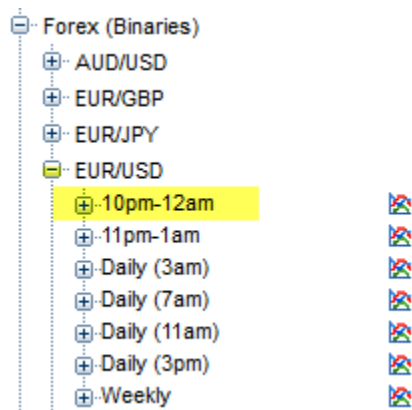 Forex (Binaries)
AUD/USD
EUR/GBP
EUR/JPY
EUR/USD
10pm-12am
11pm-1am
Daily (3am)
Daily (7am)
Daily (11am)
Daily (3pm)
Weekly